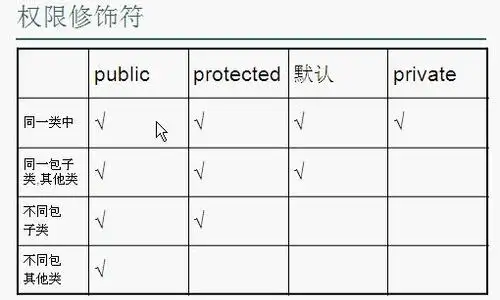 权限修饰符
public protected 默认 private
同一类中 √ √ √ √
同一包子
类,其他类 √ √ √
不同包
子类 √ √
不同包
其他类 √